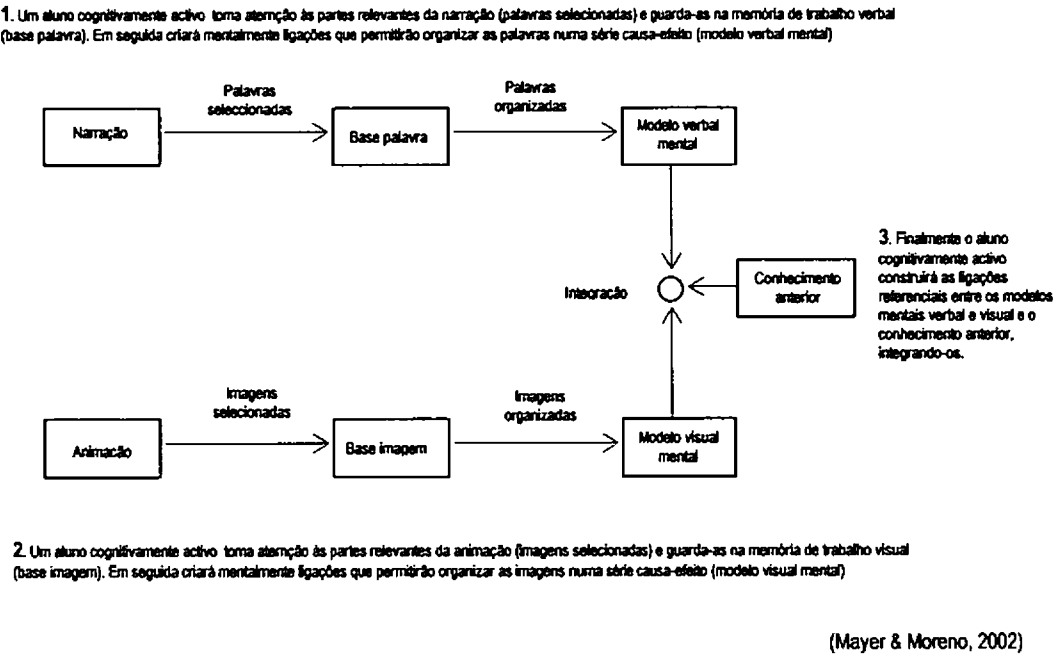 1. Um aluno cognitivamente activo toma aternção às partes relevantes da narração (palavras selecionadas) e guarda-as na memória de trabalho verbal
(base palavra). Em seguida criará mentalmente ligações que permitirão organizar as palavras numa série causa-efeito (modelo verbal mental)
Palavras
seleccionadas
Palavras
organizadas
Narração
Base palavra
Modelo verbal
mental
Integração
Conhecimento
anterior
3. Finalmente o aluno
cognitivamente activo
construirá as ligações
referenciais entre os modelos
mentais verbal e visual e o
conhecimento anterior,
integrando-os.
Imagens
selecionadas
Imagens
organizadas
Animacão
Base imagem
Modelo visual
mental
2. Um aluno cognitivamente activo toma aternção às partes relevantes da animação (imagens selecionadas) e guarda-as na memória de trabalho visual
(base imagem). Em seguida criará mentalmente ligações que permitirão organizar as imagens numa série causa-efeito (modelo visual mental)
(Mayer & Moreno, 2002)